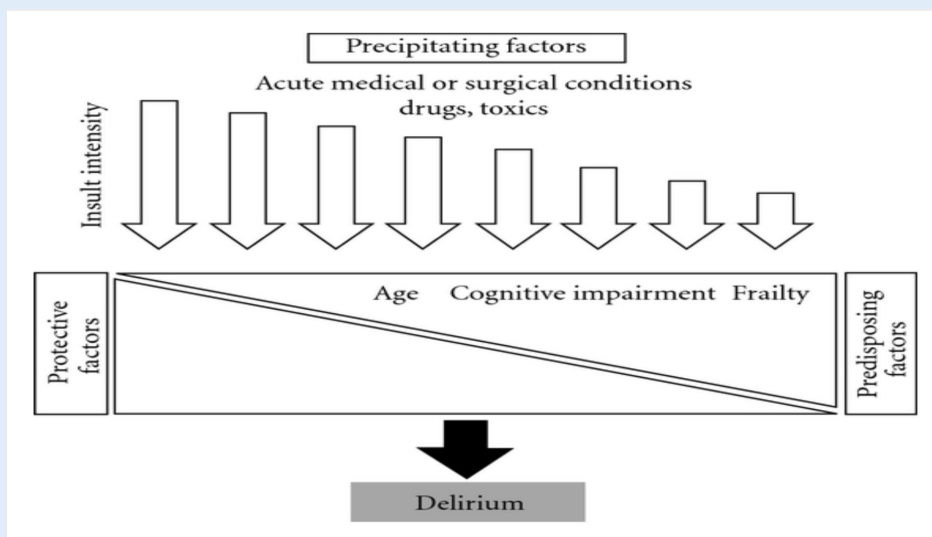 Precipitating factors
Acute medical or surgical conditions
drugs, toxics
Insult intensity
Protective
factors
Age Cognitive impairment Frailty
Predisposing
factors
Delirium